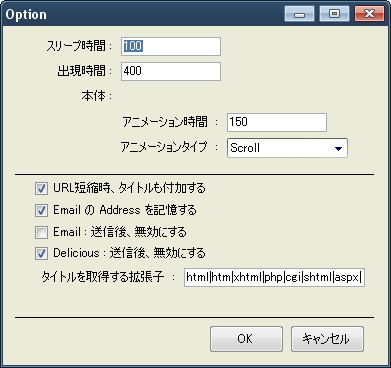 Option
スリープ時間： 100
出現時間： 400
本体：
アニメーション時間 ： 150
アニメーションタイプ ： Scroll
URL短縮時、タイトルも付加する
Email の Address を記憶する
Email : 送信後、無効にする
Delicious : 送信後、無効にする
タイトルを取得する拡張子 ： html|htm|xhtml|php|cgi|shtml|aspx|
OK キャンセル